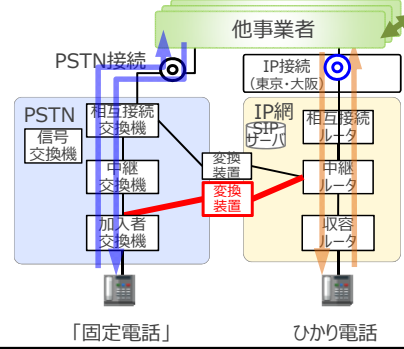 他事業者
PSTN接続
IP接続
（東京・大阪）
PSTN
相互接続
交換機
信号
交換機
IP網
SIP
サーバ
相互接続
ルータ
変換
装置
中継
交換機
中継
ルータ
変換
装置
加入者
交換機
収容
ルータ
「固定電話」
ひかり電話